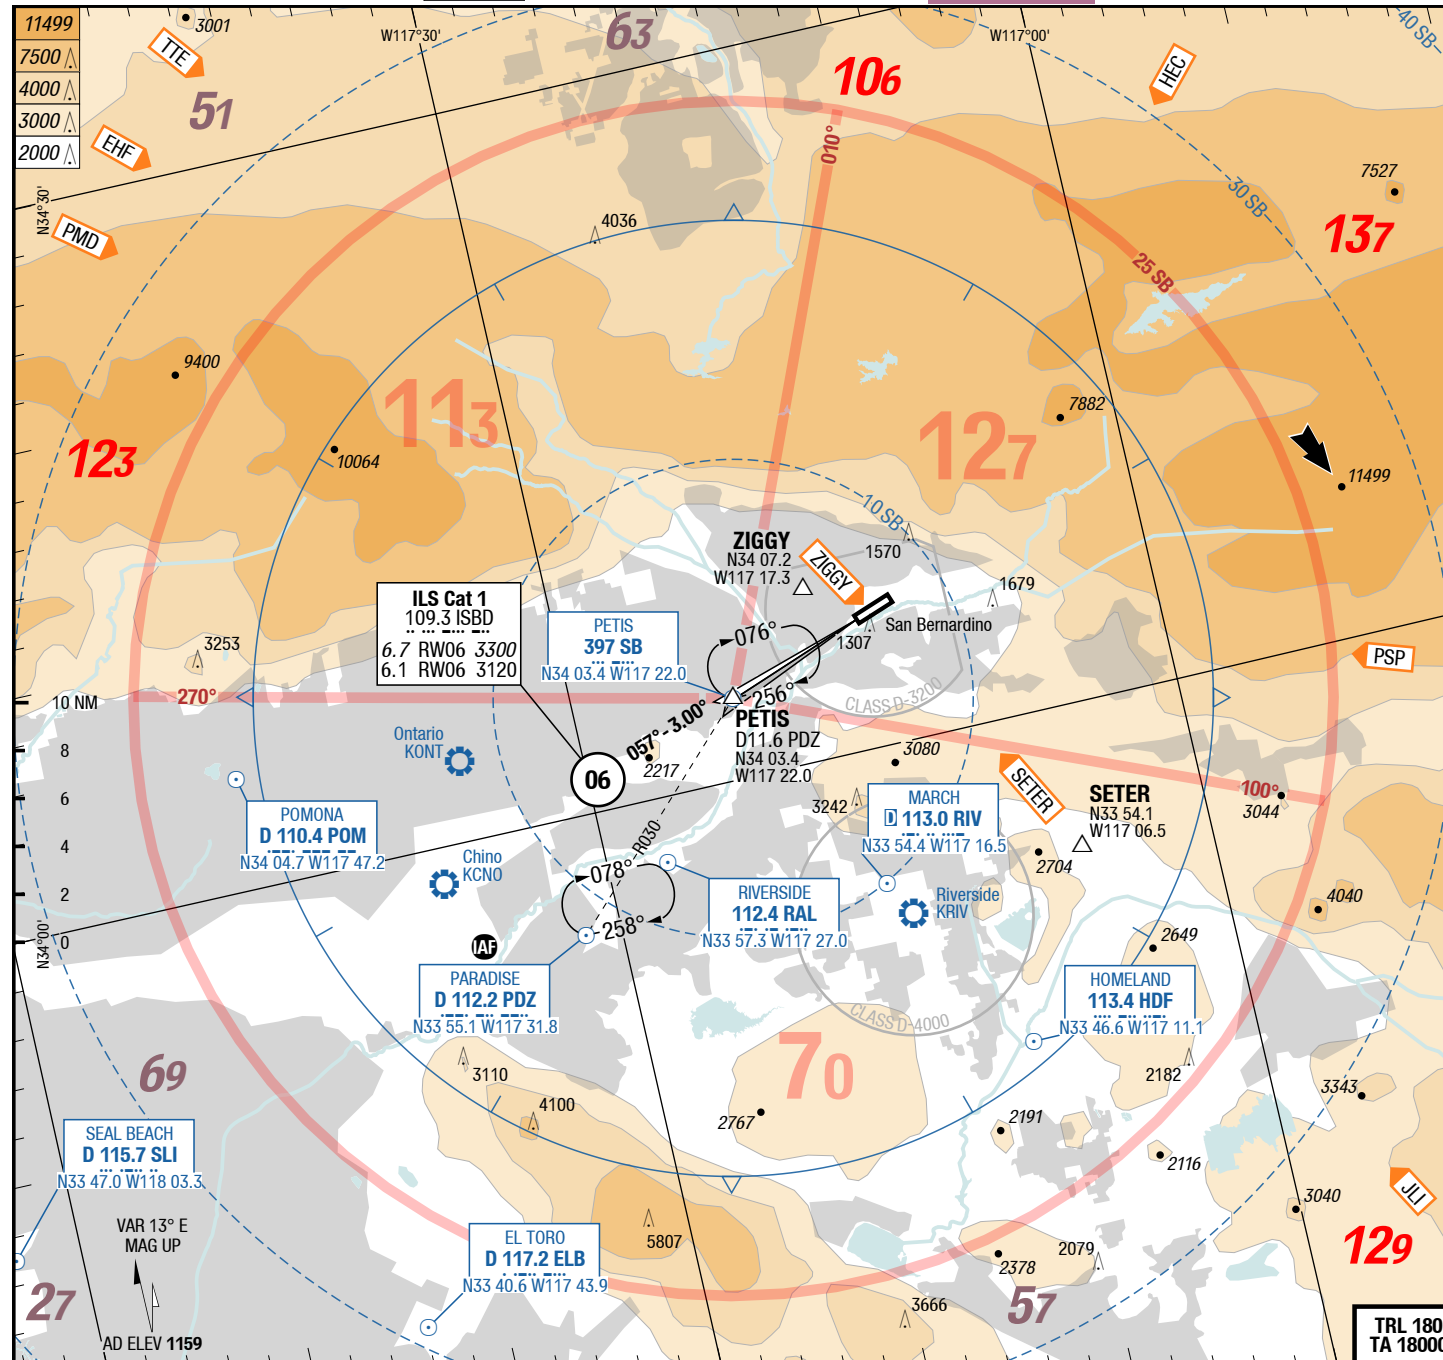 11499
7500
4000
3000
2000
3001
TTE
EHF
PMD
51
W117°30'
63
W117°00'
106
010°
HEC
40 SB
30 SB
25 SB
7527
137
N34°30'
4036
9400
123
10064
113
127
7882
11499
10 SB
ZIGGY
N34 07.2
W117 17.3
ZIGGY
1570
1679
San Bernardino
1307
ILS Cat 1
109.3 ISBD
6.7 RW06 3300
6.1 RW06 3120
PETIS
397 SB
N34 03.4 W117 22.0
076°
256°
CLASS D-3200
PSP
3253
270°
10 NM
8
6
4
2
0
N34°00'
Ontario
KONT
057°- 3.00°
2217
06
PETIS
D11.6 PDZ
N34 03.4
W117 22.0
3080
3242
MARCH
D 113.0 RIV
N33 54.4 W117 16.5
SETER
SETER
N33 54.1
W117 06.5
100°
3044
2704
POMONA
D 110.4 POM
N34 04.7 W117 47.2
Chino
KCNO
R030
078°
258°
RIVERSIDE
112.4 RAL
N33 57.3 W117 27.0
Riverside
KRIV
4040
2649
IAF
PARADISE
D 112.2 PDZ
N33 55.1 W117 31.8
HOMELAND
113.4 HDF
N33 46.6 W117 11.1
CLASS D-4000
69
3110
4100
70
2767
2182
2191
3343
2116
SEAL BEACH
D 115.7 SLI
N33 47.0 W118 03.3
VAR 13° E
MAG UP
EL TORO
D 117.2 ELB
N33 40.6 W117 43.9
5807
3040
JLI
129
2079
2378
57
3666
27
AD ELEV 1159
TRL 180
TA 18000